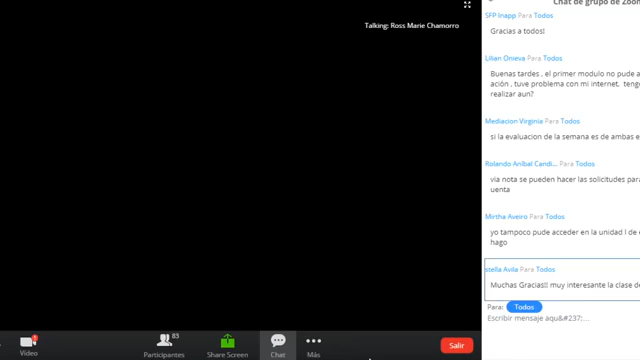 Chat de grupo de Zoom
Talking: Ross Marie Chamorro
SFP Inapp Para Todos
Gracias a todos!
Lilian Onieva Para Todos
Buenas tardes , el primer modulo no pude a
ación , tuve problema con mi internet, teng
realizar aun?
Mediacion Virginia Para Todos
si la evaluacion de la semana es de ambas e
Rolando Aníbal Candi... Para Todos
via nota se pueden hacer las solicitudes par
uenta
Mirtha Aveiro Para Todos
yo tampoco pude acceder en la unidad I de e
hago
stella Avila Para Todos
Muchas Gracias!! muy interesante la clase de
Para: Todos
Escribir mensaje aqu&#237;...
Video
83
Participantes
Share Screen
Chat
Más
Salir